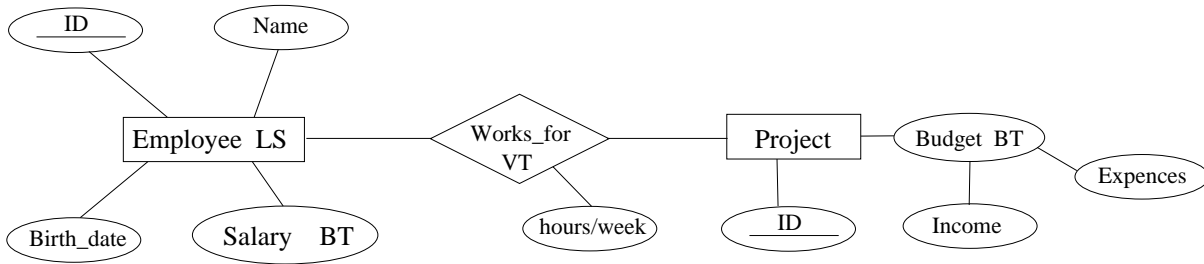 ID
Name
Employee LS
Works_for
VT
Project
Budget BT
Expences
Birth_date
Salary BT
hours/week
ID
Income